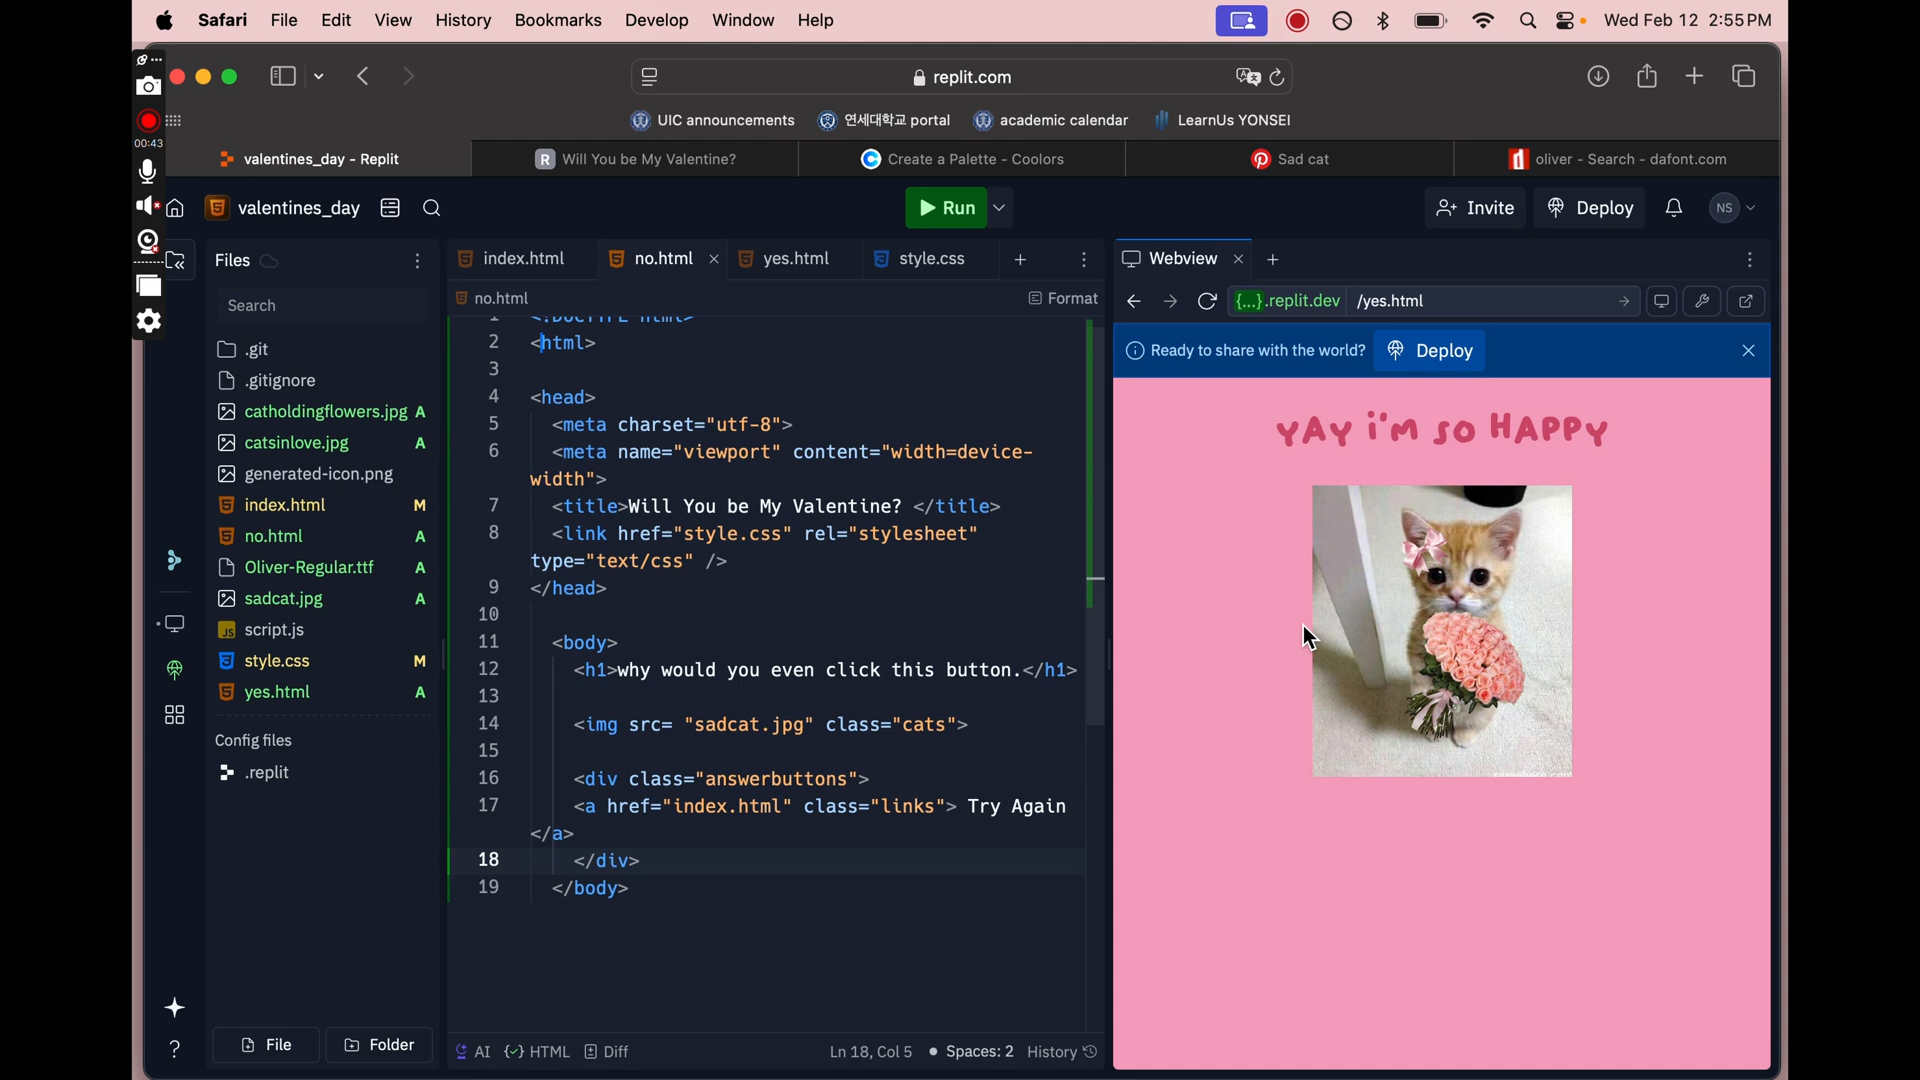 Safari File Edit View History Bookmarks Develop Window Help Wed Feb 12 2:55 PM
replit.com
UIC announcements 연세대학교 portal academic calendar LearnUs YONSEI
00:43
valentines_day - Replit R Will You be My Valentine? Create a Palette - Coolors Sad cat oliver - Search - dafont.com
valentines_day Run Invite Deploy NS
Files
Search
.git
.gitignore
catholdingflowers.jpg A
catsinlove.jpg A
generated-icon.png
index.html M
no.html A
Oliver-Regular.ttf A
sadcat.jpg A
script.js
style.css M
yes.html A
Config files
.replit
File Folder
index.html no.html yes.html style.css
no.html Format
1 <!DOCTYPE html>
2 <html>
3
4 <head>
5 <meta charset="utf-8">
6 <meta name="viewport" content="width=device-
width">
7 <title>Will You be My Valentine? </title>
8 <link href="style.css" rel="stylesheet"
type="text/css" />
9 </head>
10
11 <body>
12 <h1>why would you even click this button.</h1>
13
14 <img src= "sadcat.jpg" class="cats">
15
16 <div class="answerbuttons">
17 <a href="index.html" class="links"> Try Again
</a>
18 </div>
19 </body>
AI HTML Diff Ln 18, Col 5 Spaces: 2 History
Webview
{...}.replit.dev /yes.html
Ready to share with the world? Deploy
yAy i'm so HAPPY